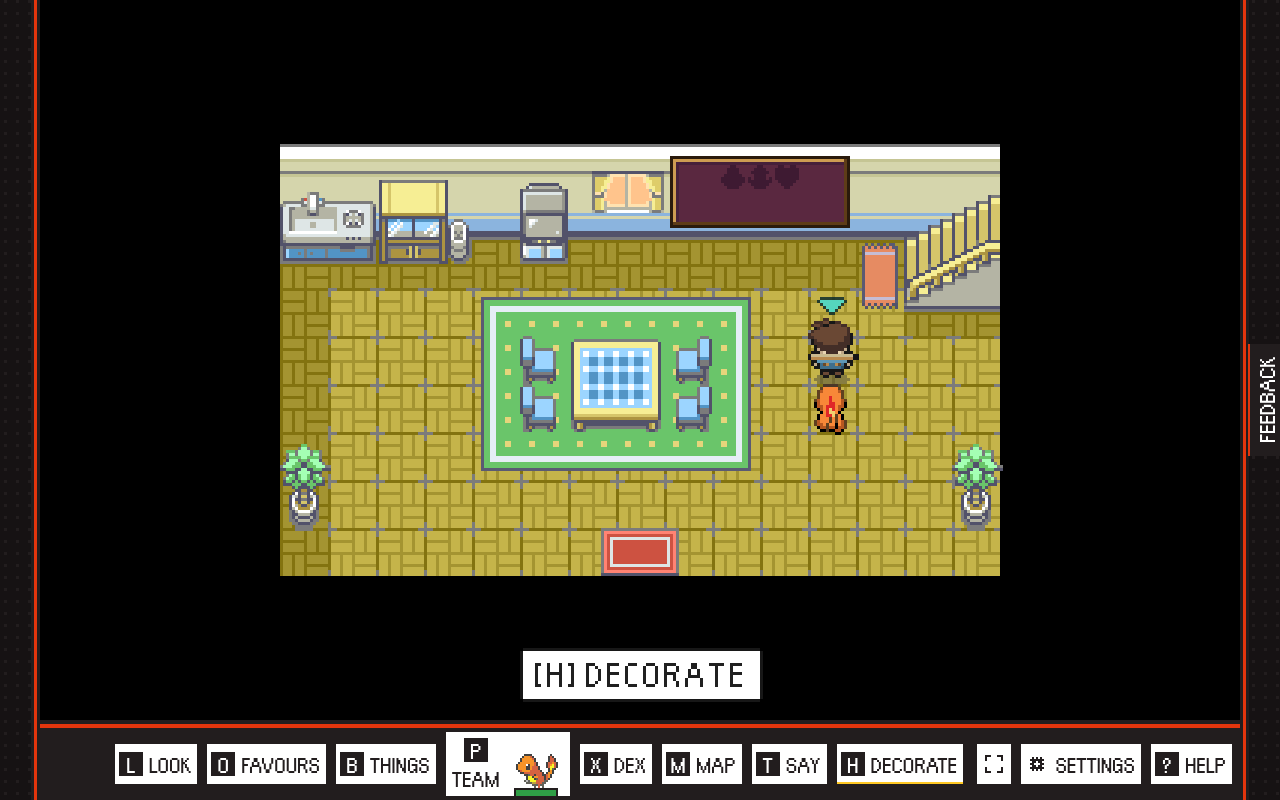 FEEDBACK
[H] DECORATE
L LOOK
O FAVOURS
B THINGS
P TEAM
X DEX
M MAP
T SAY
H DECORATE
SETTINGS
? HELP